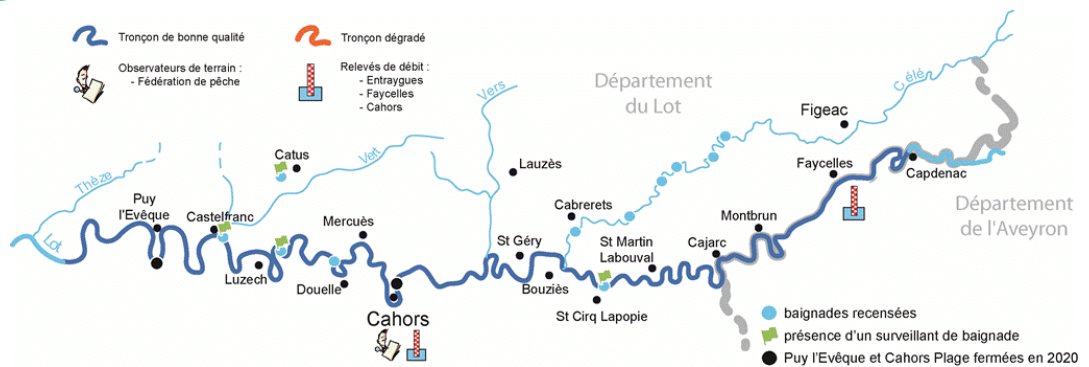 Tronçon de bonne qualité
Tronçon dégradé
Observateurs de terrain :
- Fédération de pêche
Relevés de débit :
- Entraygues
- Faycelles
- Cahors
Département
du Lot
Célé
Vers
Figeac
Catus
Vert
Lauzès
Faycelles
Capdenac
Thèze
Puy
l'Evêque
Castelfranc
Mercuès
Cabrerets
Montbrun
Département
de l'Aveyron
Lot
St Géry
St Martin
Labouval
Cajarc
Luzech
Douelle
Bouziès
St Cirq Lapopie
Cahors
baignades recensées
présence d'un surveillant de baignade
Puy l'Evêque et Cahors Plage fermées en 2020